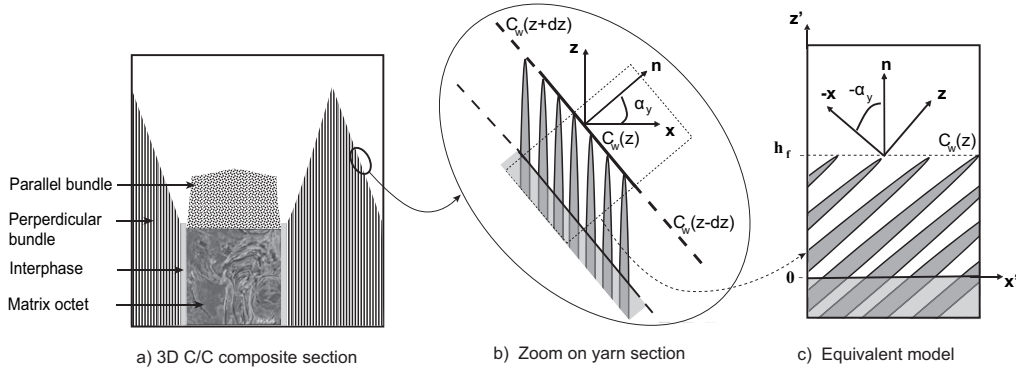 Parallel bundle
Perperdicular
bundle
Interphase
Matrix octet
a) 3D C/C composite section
C_w(z+dz)
z
n
α_y
x
C_w(z)
C_w(z-dz)
b) Zoom on yarn section
z'
n
-x
-α_y
z
C_w(z)
h_f
0
x'
c) Equivalent model